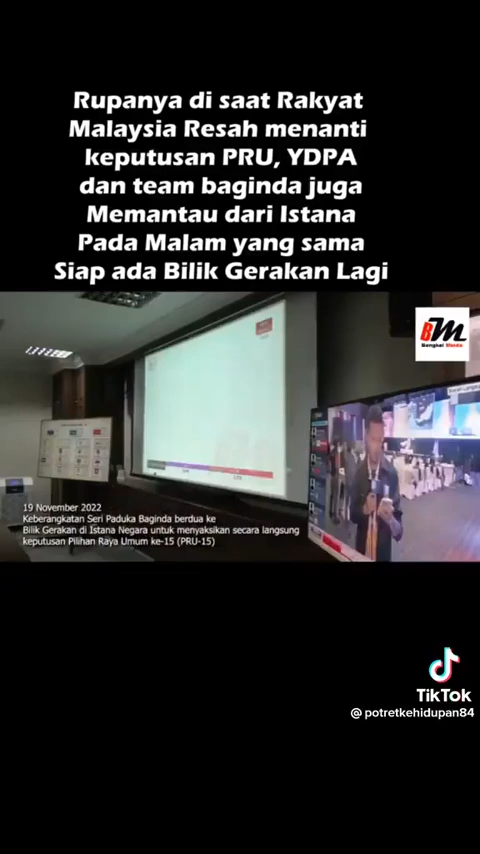 Rupanya di saat Rakyat
Malaysia Resah menanti
keputusan PRU, YDPA
dan team baginda juga
Memantau dari Istana
Pada Malam yang sama
Siap ada Bilik Gerakan Lagi
BM
19 November 2022
Keberangkatan Seri Paduka Baginda berdua ke
Bilik Gerakan di Istana Negara untuk menyaksikan secara langsung
keputusan Pilihan Raya Umum ke-15 (PRU-15)
TikTok
@ potretkehidupan84